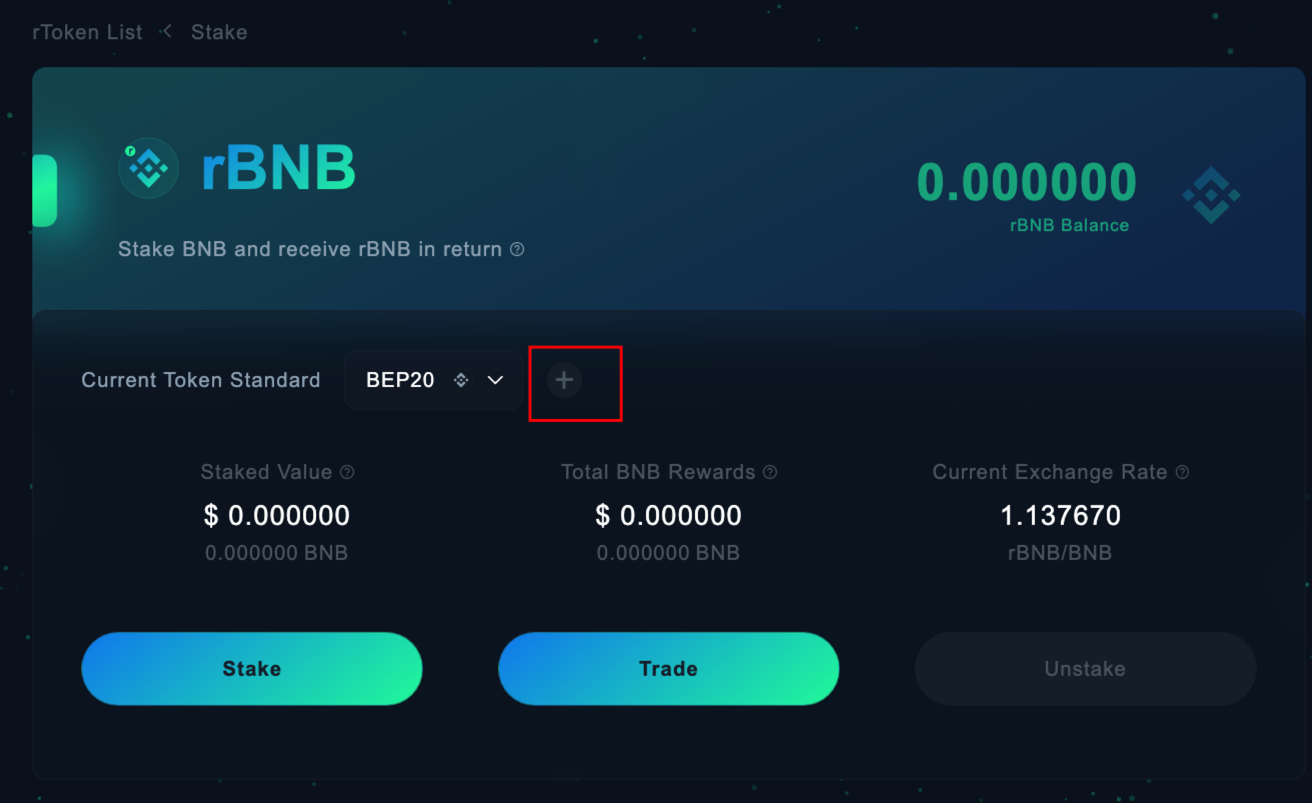 rToken List < Stake
r
rBNB
Stake BNB and receive rBNB in return ?
0.000000
rBNB Balance
Current Token Standard BEP20 +
Staked Value ? Total BNB Rewards ? Current Exchange Rate ?
$ 0.000000 $ 0.000000 1.137670
0.000000 BNB 0.000000 BNB rBNB/BNB
Stake Trade Unstake